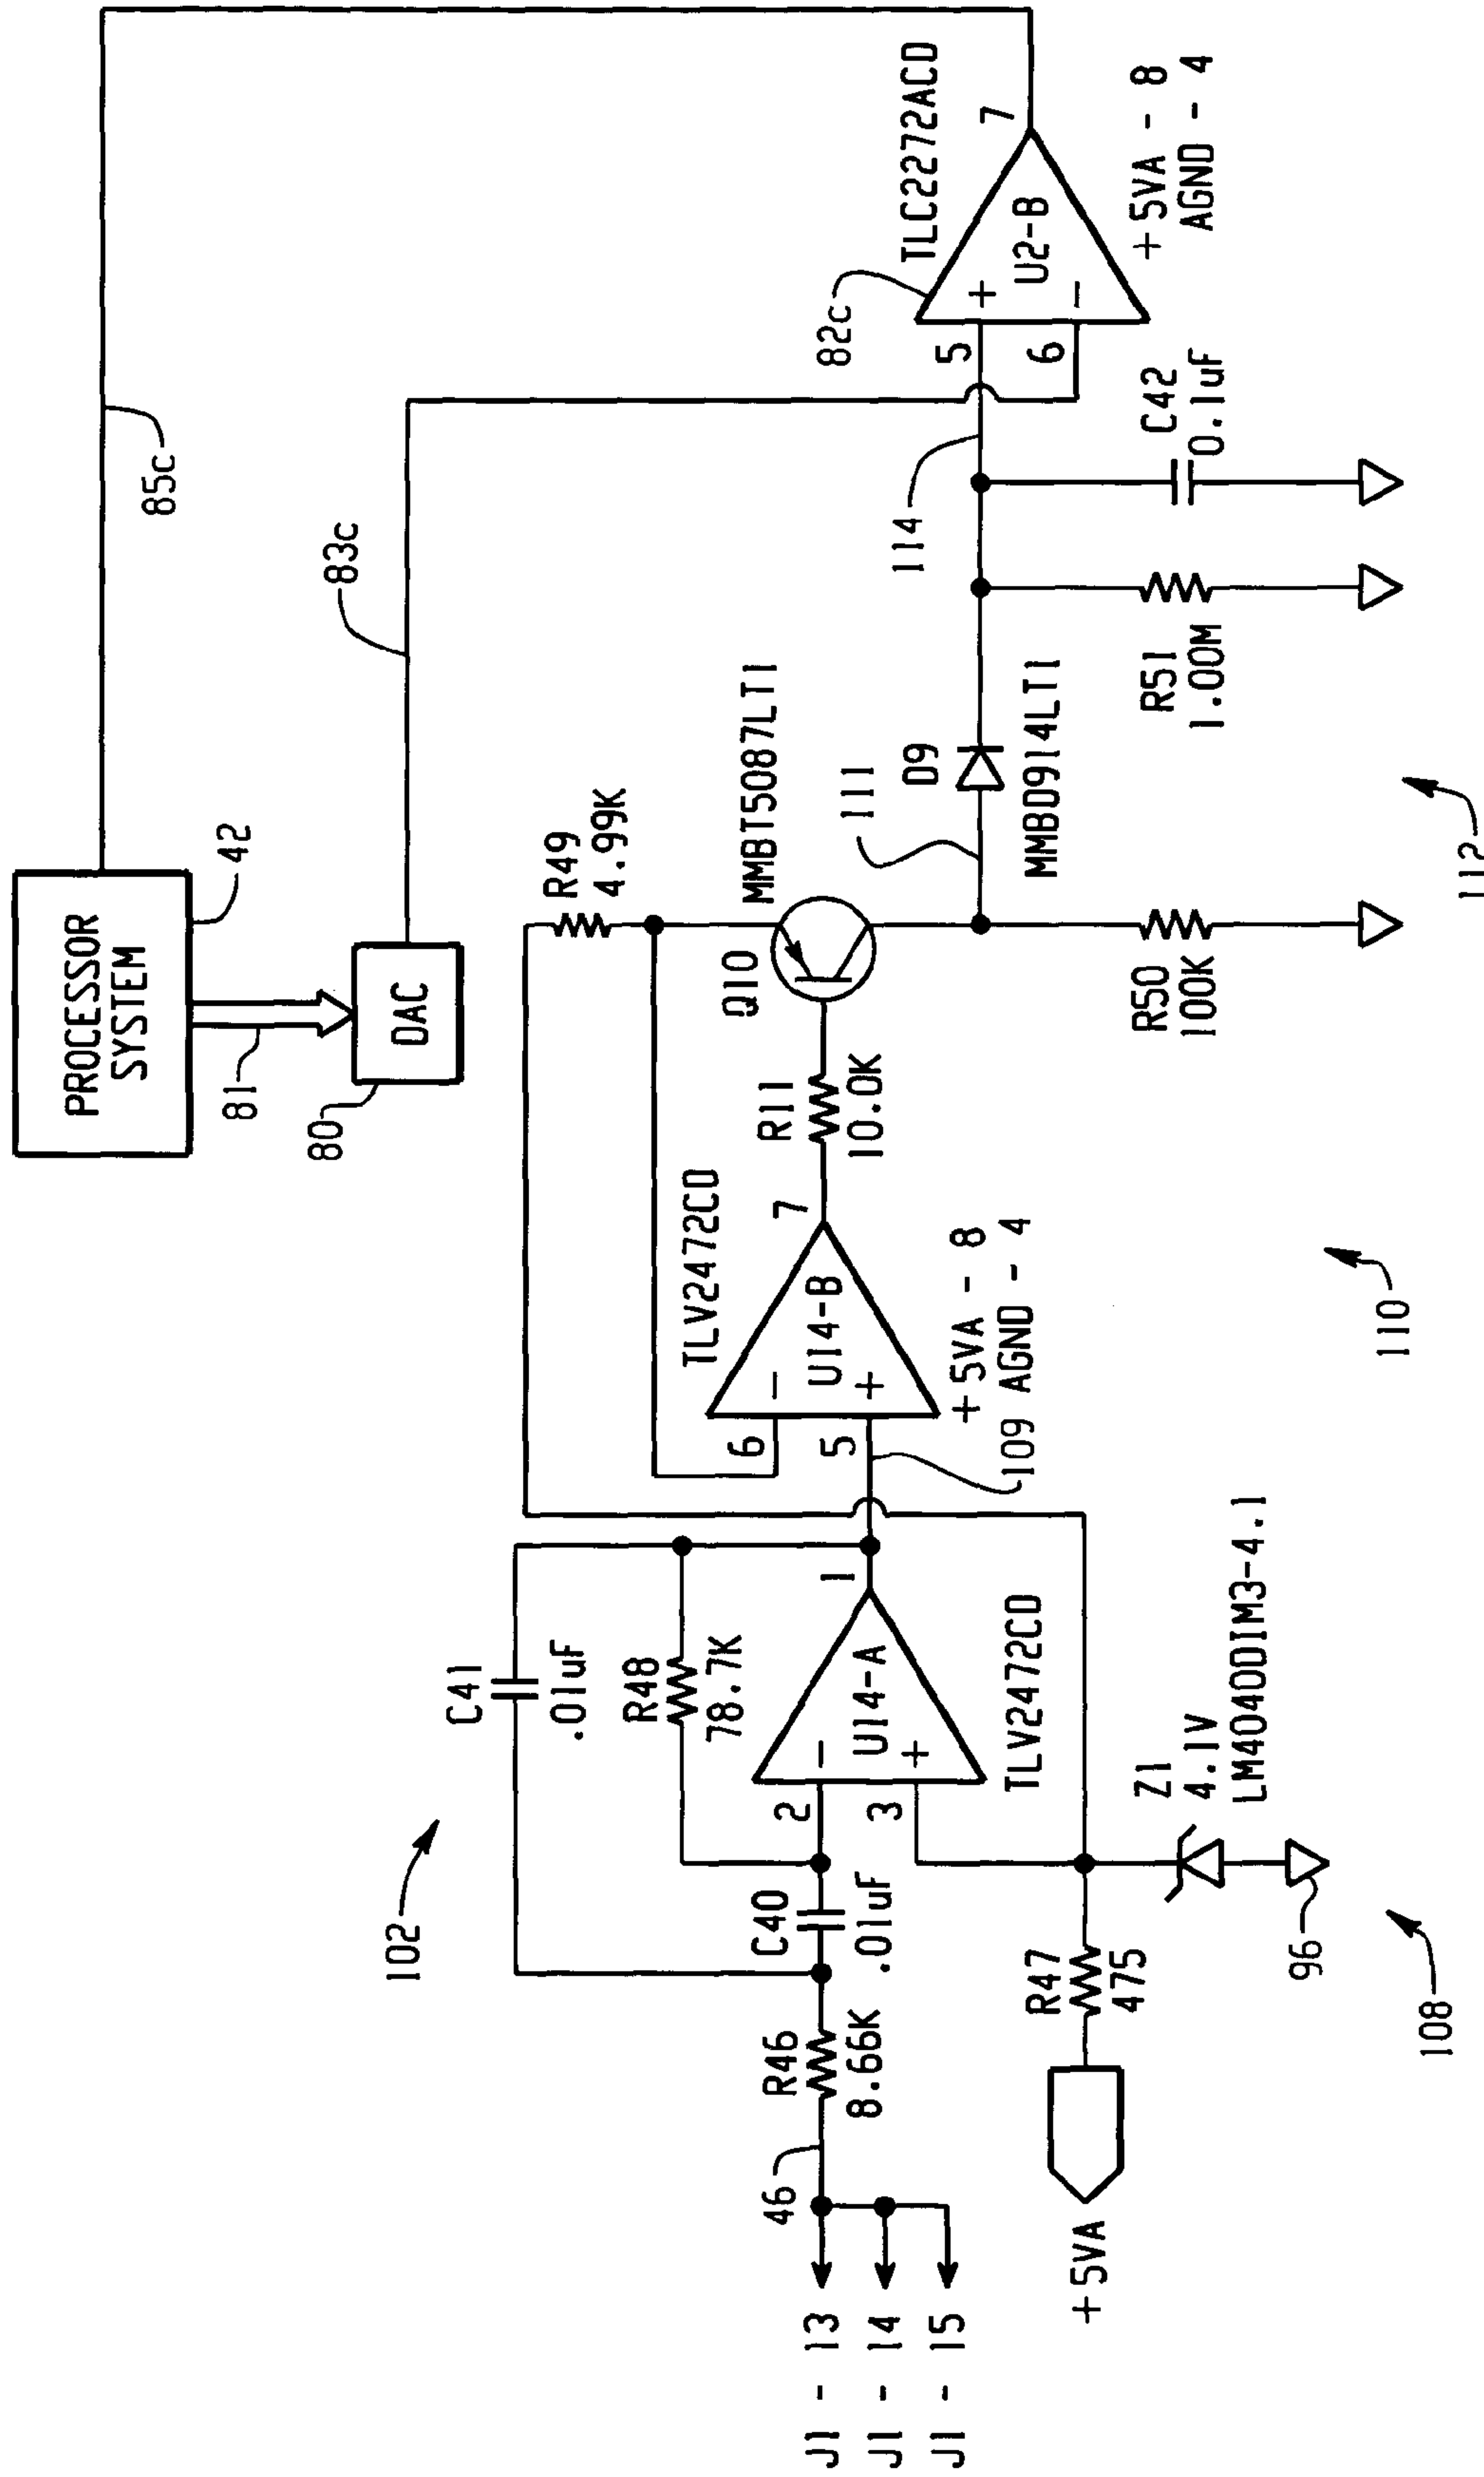 PROCESSOR
SYSTEM
42
81
80
DAC
83c
85c
TLC2272ACD
82c
5
6
+
-
U2-B
7
+5VA - 8
AGND - 4
114
C42
0.1uF
R51
1.00M
R49
4.99K
MMBT5087LT1
Q10
111
D9
MMBD914LT1
R50
100K
112
R11
10.0K
TLV2472CD
6
5
-
+
U14-B
7
+5VA - 8
109 AGND - 4
110
C41
.01uF
R48
78.7K
102
2
3
-
+
U14-A
1
TLV2472CD
C40
.01uF
R46
8.66K
46
J1 - 13
J1 - 14
J1 - 15
R47
475
+5VA
Z1
4.1V
LM4040DIM3-4.1
96
108